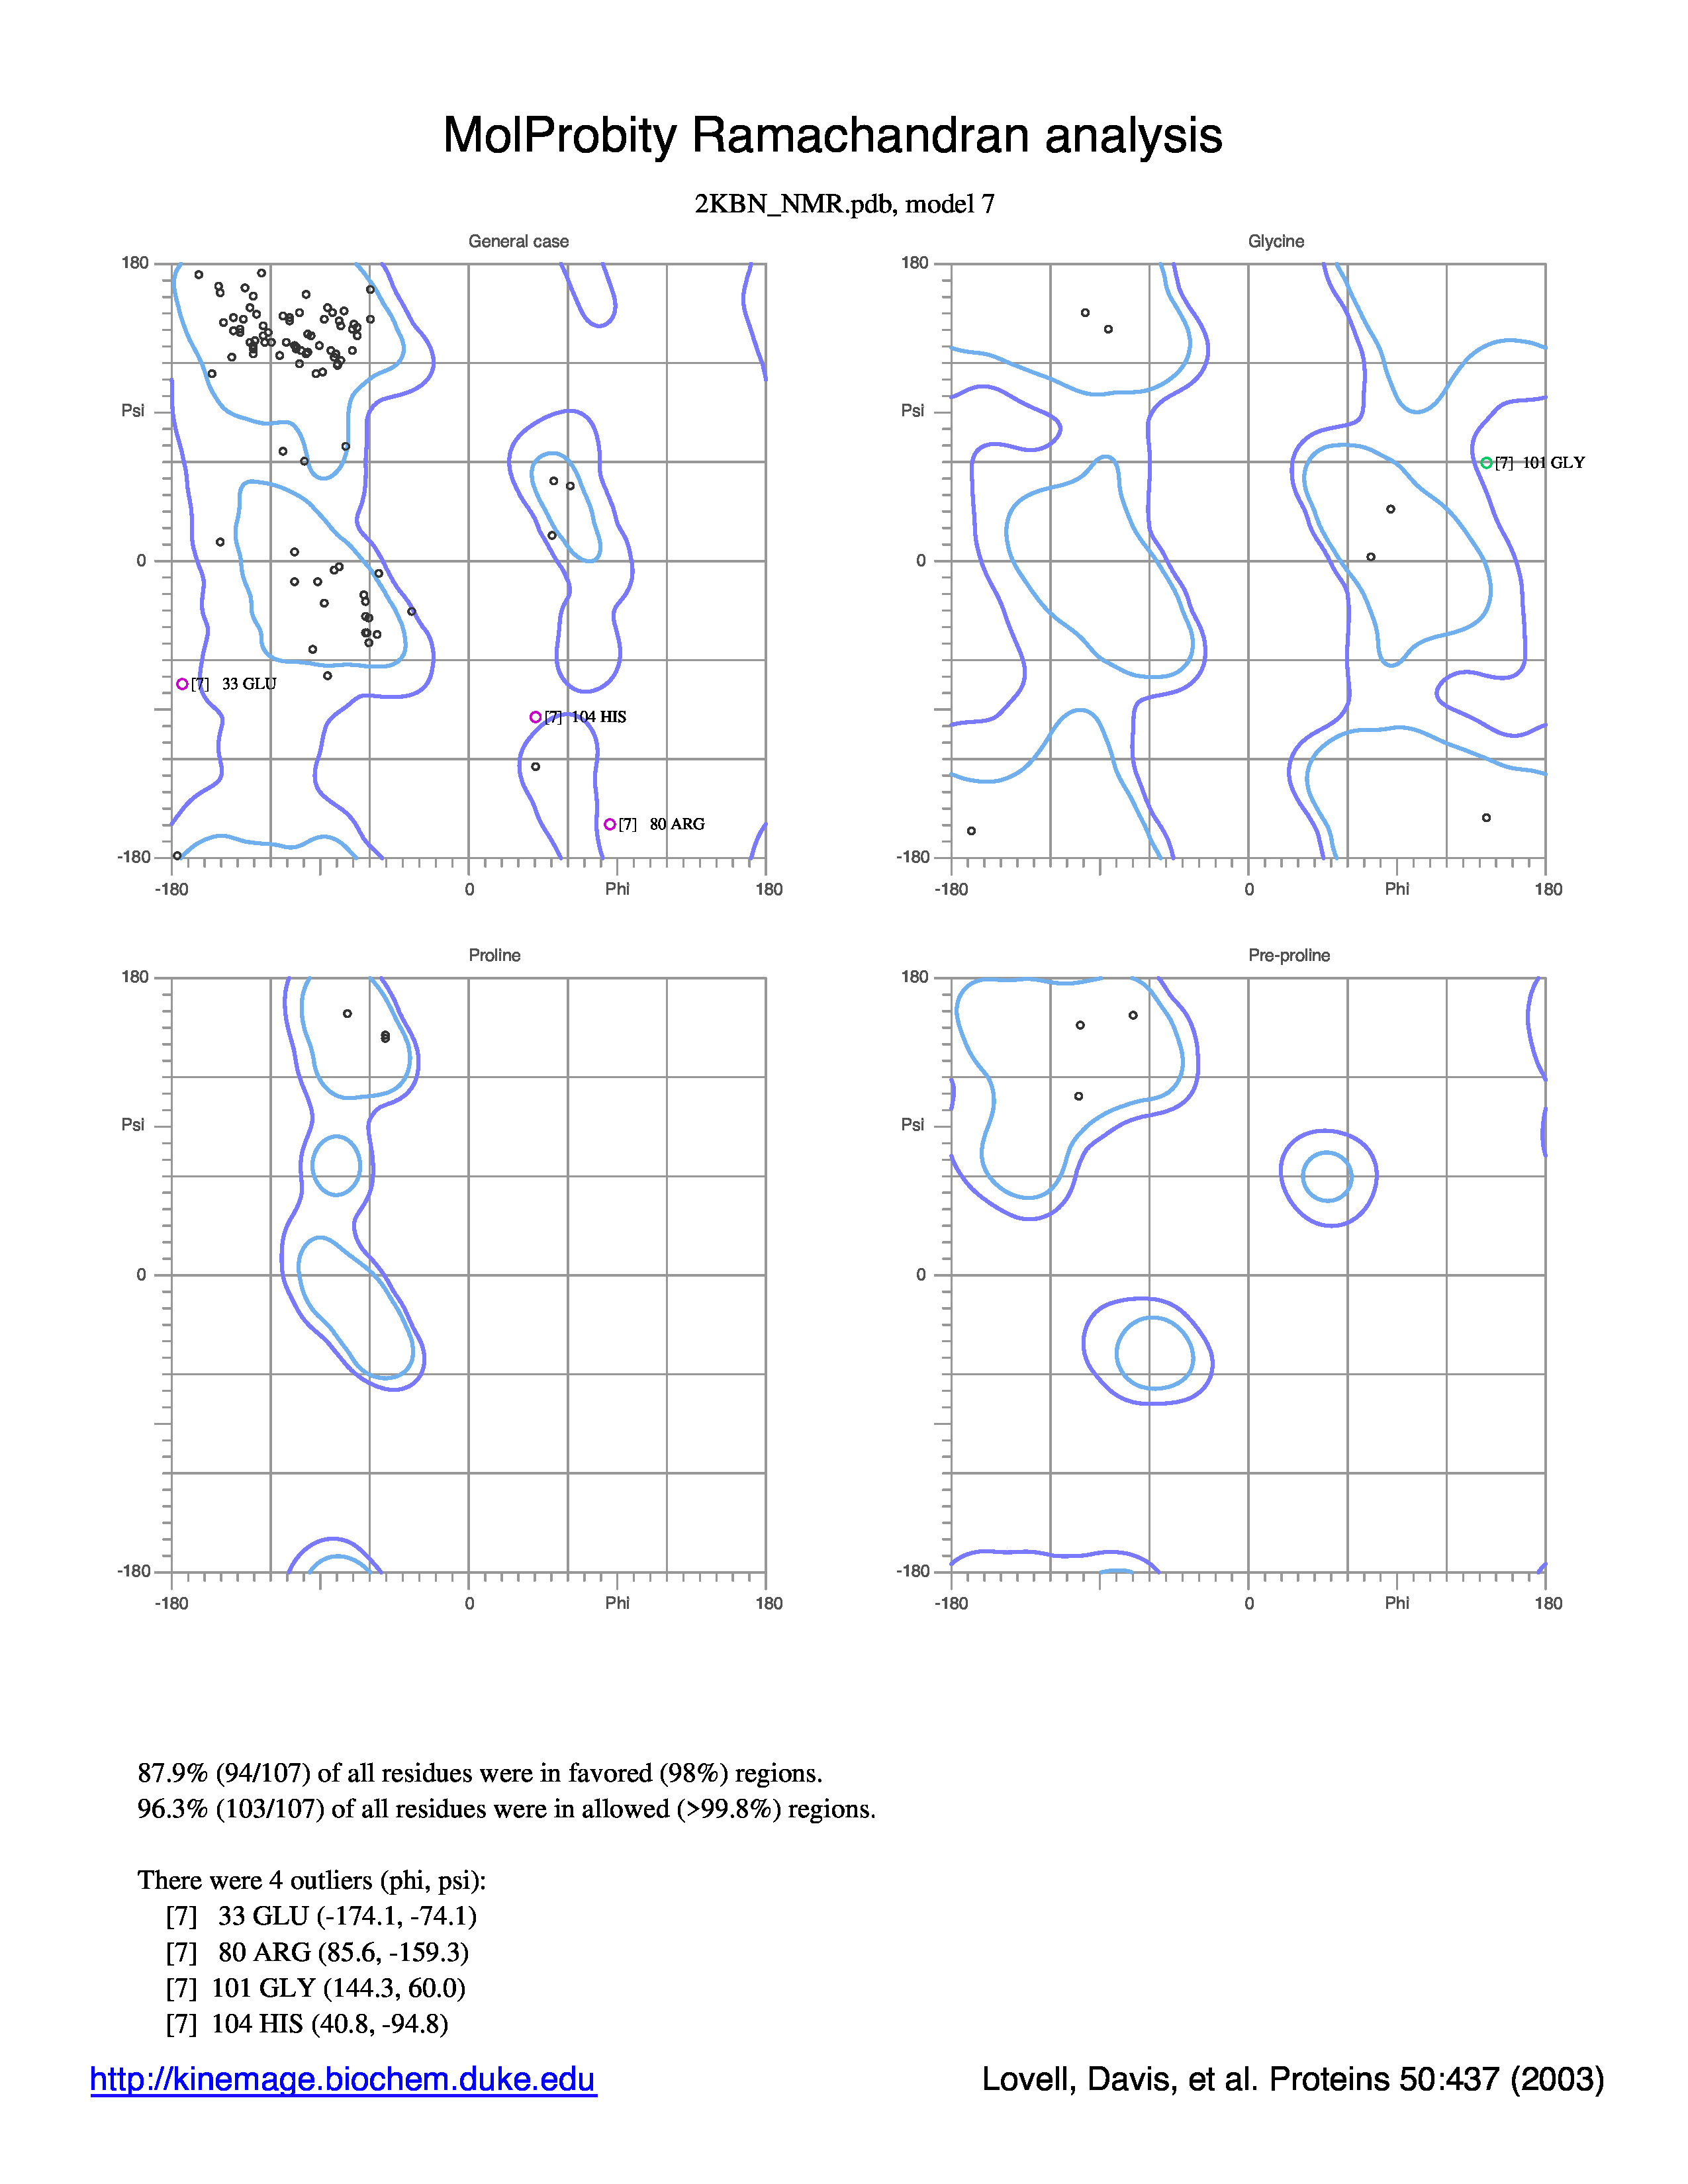 MolProbity Ramachandran analysis
2KBN_NMR.pdb, model 7
General case
180
Psi
0
-180
-180
0
Phi
180
[7] 33 GLU
[7] 104 HIS
[7] 80 ARG
Glycine
180
Psi
0
-180
-180
0
Phi
180
[7] 101 GLY
Proline
180
Psi
0
-180
-180
0
Phi
180
Pre-proline
180
Psi
0
-180
-180
0
Phi
180
87.9% (94/107) of all residues were in favored (98%) regions.
96.3% (103/107) of all residues were in allowed (>99.8%) regions.
There were 4 outliers (phi, psi):
[7] 33 GLU (-174.1, -74.1)
[7] 80 ARG (85.6, -159.3)
[7] 101 GLY (144.3, 60.0)
[7] 104 HIS (40.8, -94.8)
http://kinemage.biochem.duke.edu
Lovell, Davis, et al. Proteins 50:437 (2003)